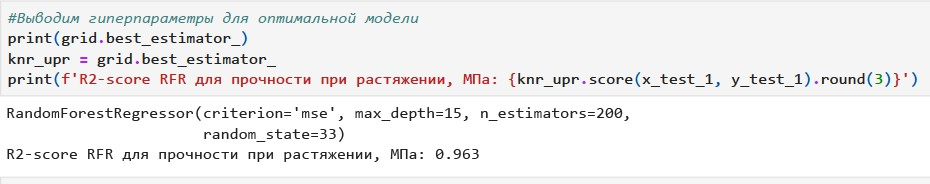 #Выводим гиперпараметры для оптимальной модели
print(grid.best_estimator_)
knr_upr = grid.best_estimator_
print(f'R2-score RFR для прочности при растяжении, МПа: {knr_upr.score(x_test_1, y_test_1).round(3)}')
RandomForestRegressor(criterion='mse', max_depth=15, n_estimators=200,
                      random_state=33)
R2-score RFR для прочности при растяжении, МПа: 0.963